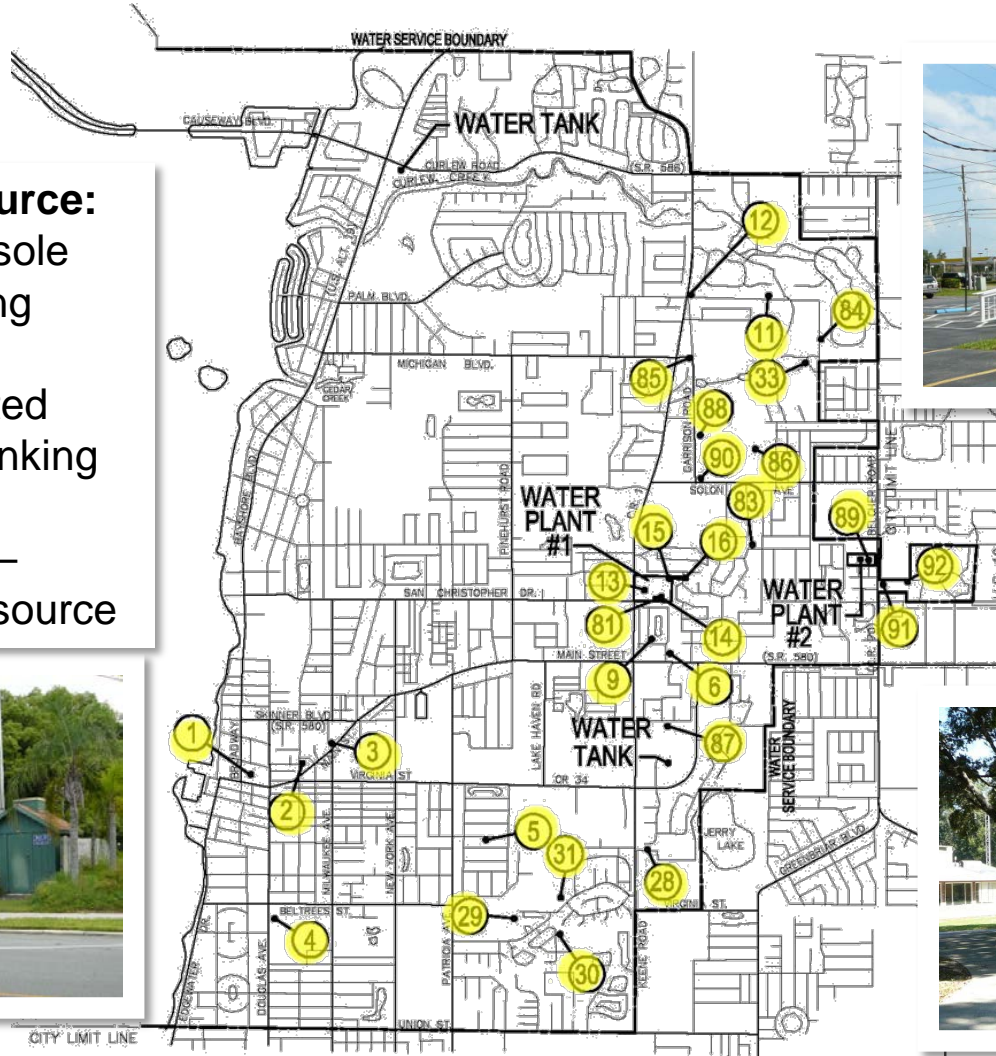 WATER SERVICE BOUNDARY
CAUSEWAY BLVD.
WATER TANK
CURLEW ROAD
(S.R. 586)
CURLEW CREEK
urce:
sole
ng
ed
nking
–
source
(U.S. ALT. 19)
PALM BLVD.
MICHIGAN BLVD.
CEDAR
CREEK
BAYSHORE BLVD.
PINEHURST ROAD
GARRISON ROAD
12
11
84
85
33
88
90
86
SOLON AVE.
83
WATER
PLANT
#1
15
16
13
81
14
9
6
SAN CHRISTOPHER DR.
MAIN STREET
(S.R. 580)
BELCHER ROAD
CITY LIMIT LINE
89
92
91
WATER
PLANT
#2
WATER
TANK
87
WATER
SERVICE BOUNDARY
LAKE HAVEN RD
CR 34
SKINNER BLVD
(S.R. 580)
BROADWAY
1
2
3
VIRGINIA ST
MILWAUKEE AVE.
NEW YORK AVE.
5
31
28
JERRY
LAKE
GREENBRIAR BLVD.
VIRGINIA ST.
BELTREES ST.
29
4
30
EDGEWATER DR.
DOUGLAS AVE.
PATRICIA AVE.
KEENE ROAD
UNION ST.
CITY LIMIT LINE